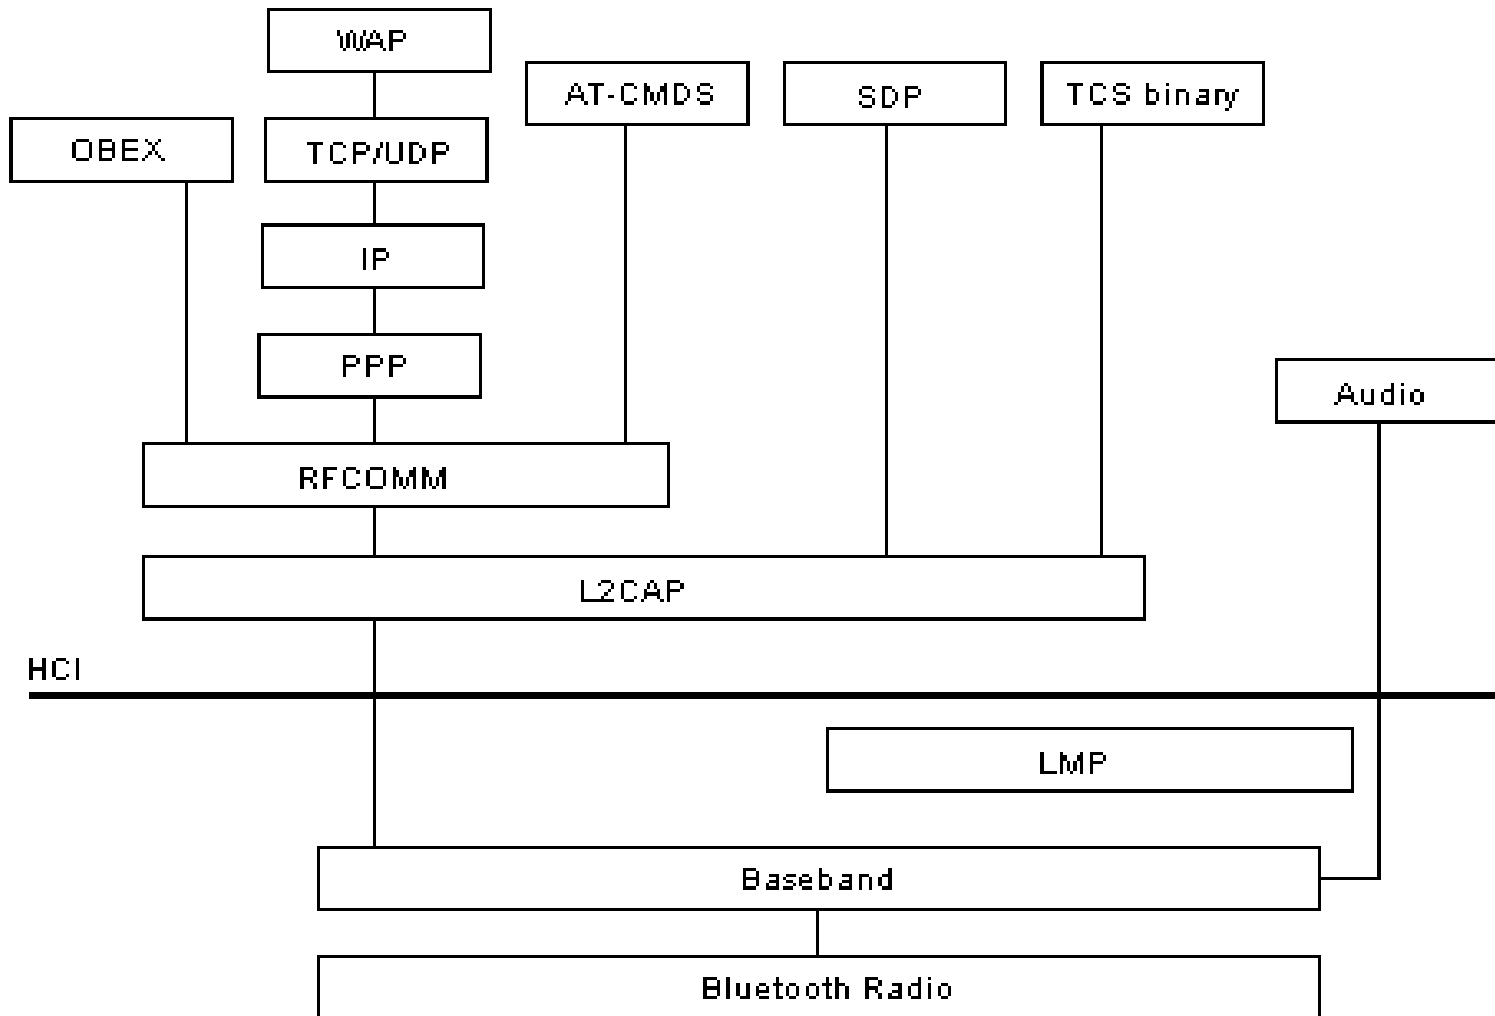 WAP
AT-CMDS
SDP
TCS binary
OBEX
TCP/UDP
IP
PPP
Audio
RFCOMM
L2CAP
HCI
LMP
Baseband
Bluetooth Radio